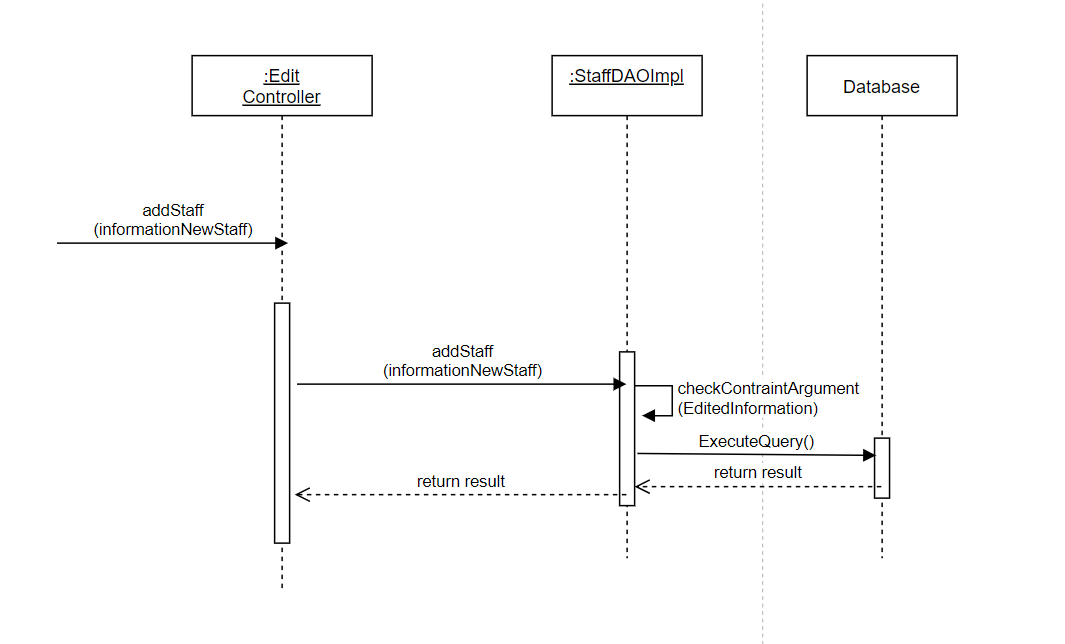 :Edit
Controller
:StaffDAOImpl
Database
addStaff
(informationNewStaff)
addStaff
(informationNewStaff)
checkContraintArgument
(EditedInformation)
ExecuteQuery()
return result
return result